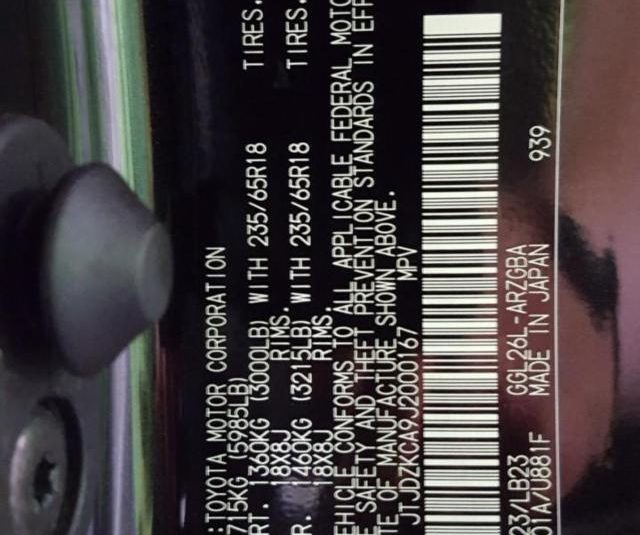 :TOYOTA MOTOR CORPORATION
715KG (5985LB)
RT. 1360KG (3000LB) WITH 235/65R18 TIRES.
18X8J RIMS.
R. 1460KG (3215LB) WITH 235/65R18 TIRES.
18X8J RIMS.
EHICLE CONFORMS TO ALL APPLICABLE FEDERAL MOTO
E SAFETY AND THEFT PREVENTION STANDARDS IN EFF
TE OF MANUFACTURE SHOWN ABOVE.
JTJDZKCA9J2000167 MPV
23/LB23 GGL26L-ARZGBA
01A/U881F MADE IN JAPAN 939